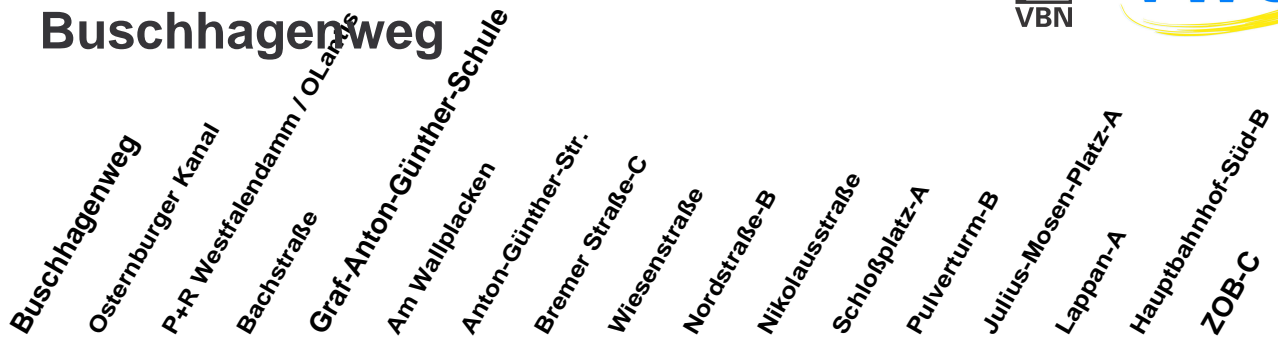 Buschhagenweg
VBN
Buschhagenweg
Osternburger Kanal
P+R Westfalendamm / OLantis
Bachstraße
Graf-Anton-Günther-Schule
Am Wallplacken
Anton-Günther-Str.
Bremer Straße-C
Wiesenstraße
Nordstraße-B
Nikolausstraße
Schloßplatz-A
Pulverturm-B
Julius-Mosen-Platz-A
Lappan-A
Hauptbahnhof-Süd-B
ZOB-C